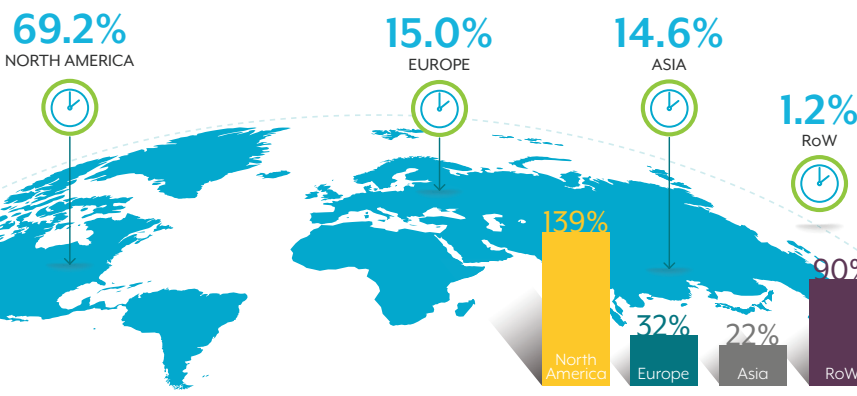 69.2%
NORTH AMERICA
15.0%
EUROPE
14.6%
ASIA
1.2%
RoW
139%
North
America
32%
Europe
22%
Asia
90%
RoW